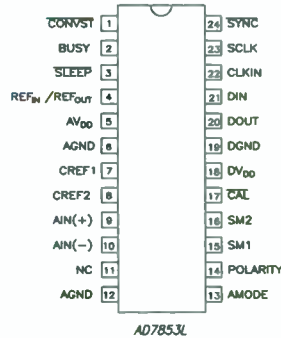 CONVST 1 24 SYNC
BUSY 2 23 SCLK
SLEEP 3 22 CLKIN
REFIN /REFOUT 4 21 DIN
AVDD 5 20 DOUT
AGND 6 19 DGND
CREF1 7 18 DVDD
CREF2 8 17 CAL
AIN(+) 9 16 SM2
AIN(−) 10 15 SM1
NC 11 14 POLARITY
AGND 12 13 AMODE
AD7853L